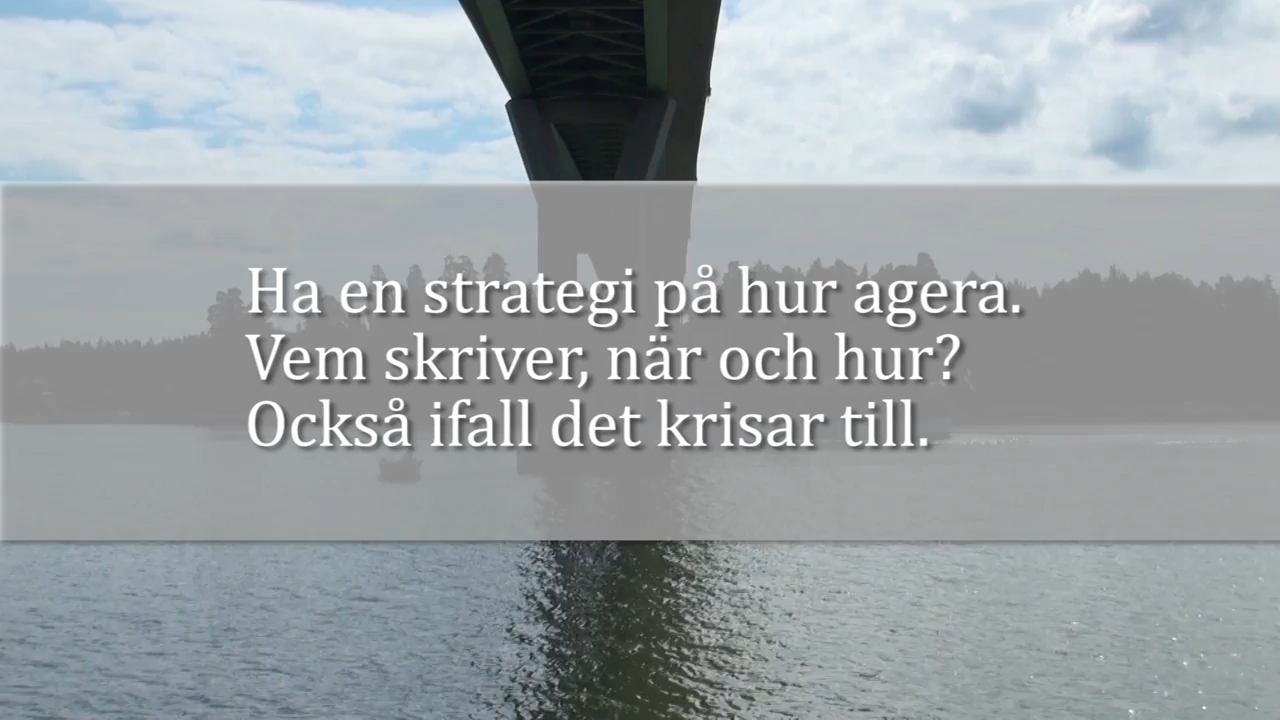 Ha en strategi på hur agera.
Vem skriver, när och hur?
Också ifall det krisar till.